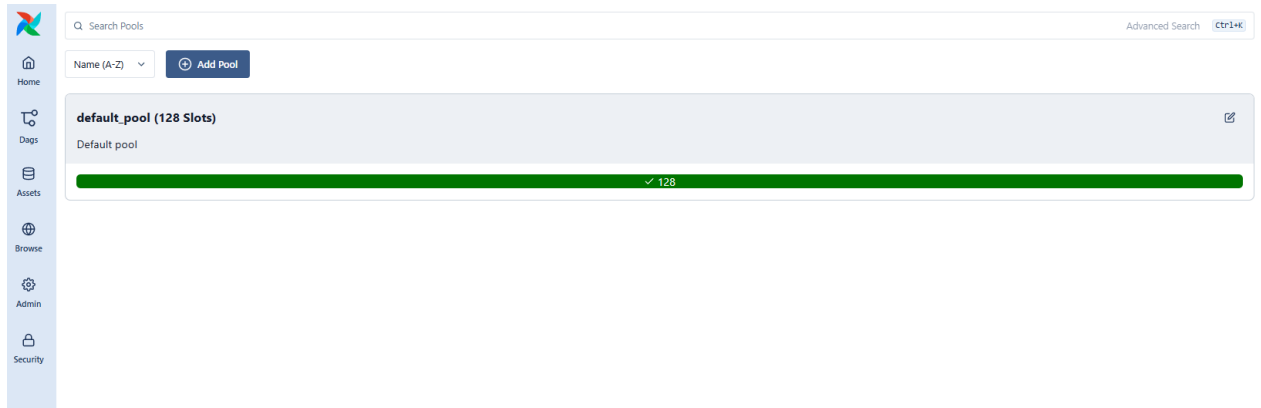 Search Pools
Advanced Search Ctrl+K
Name (A-Z)
Add Pool
Home
Dags
Assets
Browse
Admin
Security
default_pool (128 Slots)
Default pool
128